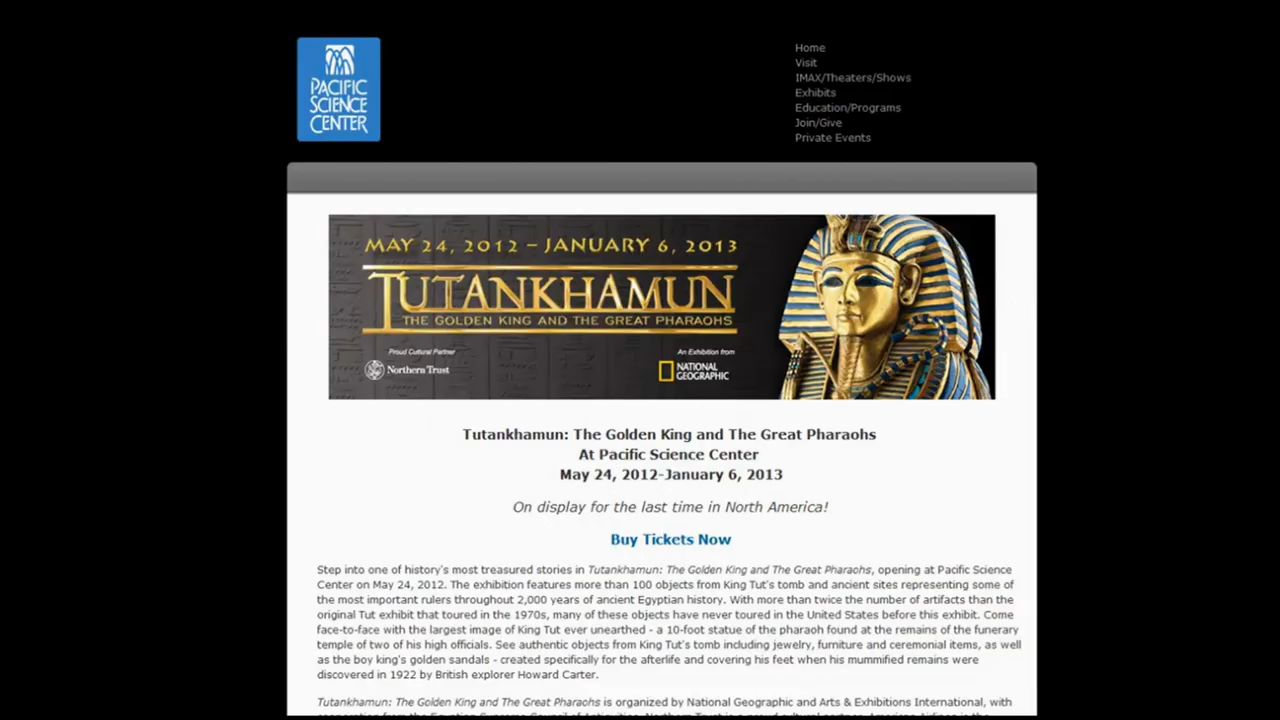 PACIFIC
SCIENCE
CENTER
Home
Visit
IMAX/Theaters/Shows
Exhibits
Education/Programs
Join/Give
Private Events
MAY 24, 2012 – JANUARY 6, 2013
TUTANKHAMUN
THE GOLDEN KING AND THE GREAT PHARAOHS
Proud Cultural Partner
Northern Trust
An Exhibition from
NATIONAL
GEOGRAPHIC
Tutankhamun: The Golden King and The Great Pharaohs
At Pacific Science Center
May 24, 2012-January 6, 2013
On display for the last time in North America!
Buy Tickets Now
Step into one of history's most treasured stories in Tutankhamun: The Golden King and The Great Pharaohs, opening at Pacific Science
Center on May 24, 2012. The exhibition features more than 100 objects from King Tut's tomb and ancient sites representing some of
the most important rulers throughout 2,000 years of ancient Egyptian history. With more than twice the number of artifacts than the
original Tut exhibit that toured in the 1970s, many of these objects have never toured in the United States before this exhibit. Come
face-to-face with the largest image of King Tut ever unearthed - a 10-foot statue of the pharaoh found at the remains of the funerary
temple of two of his high officials. See authentic objects from King Tut's tomb including jewelry, furniture and ceremonial items, as well
as the boy king's golden sandals - created specifically for the afterlife and covering his feet when his mummified remains were
discovered in 1922 by British explorer Howard Carter.
Tutankhamun: The Golden King and The Great Pharaohs is organized by National Geographic and Arts & Exhibitions International, with